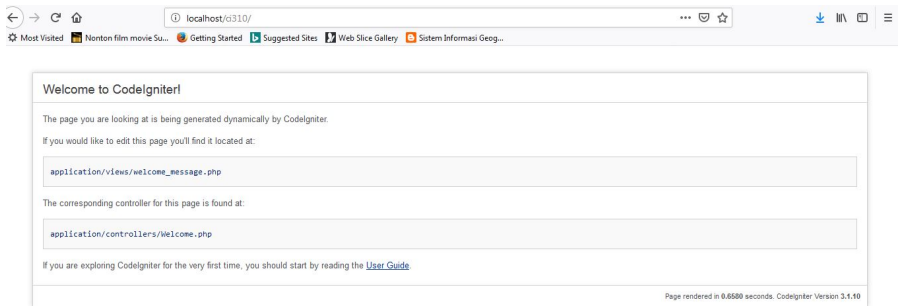 localhost/ci310/
Most Visited Nonton film movie Su... Getting Started Suggested Sites Web Slice Gallery Sistem Informasi Geog...
Welcome to CodeIgniter!
The page you are looking at is being generated dynamically by CodeIgniter.
If you would like to edit this page you'll find it located at:
application/views/welcome_message.php
The corresponding controller for this page is found at:
application/controllers/Welcome.php
If you are exploring CodeIgniter for the very first time, you should start by reading the User Guide.
Page rendered in 0.6580 seconds. CodeIgniter Version 3.1.10